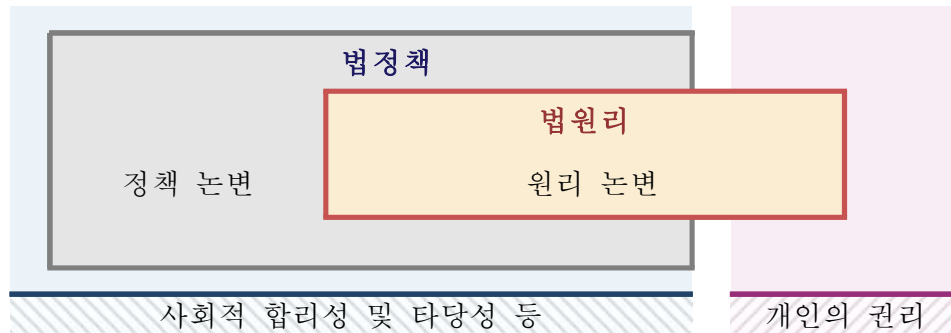 법정책
법원리
정책 논변
원리 논변
사회적 합리성 및 타당성 등
개인의 권리